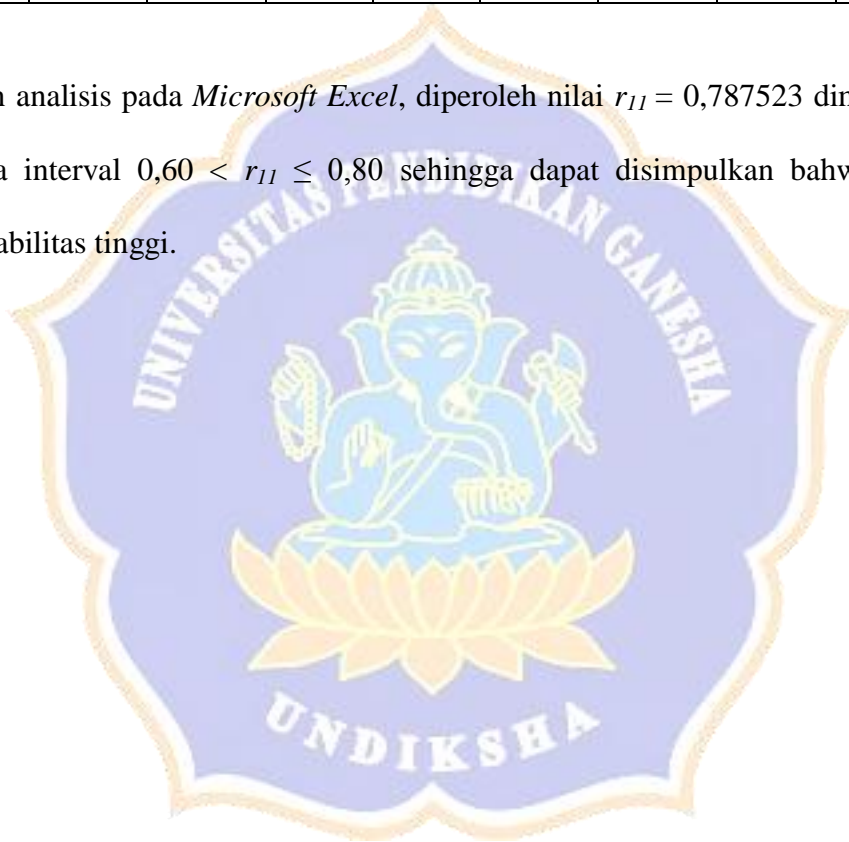 n analisis pada Microsoft Excel, diperoleh nilai r11 = 0,787523 dim
a interval 0,60 < r11 ≤ 0,80 sehingga dapat disimpulkan bahw
abilitas tinggi.
UNIVERSITAS PENDIDIKAN GANESHA
UNDIKSHA